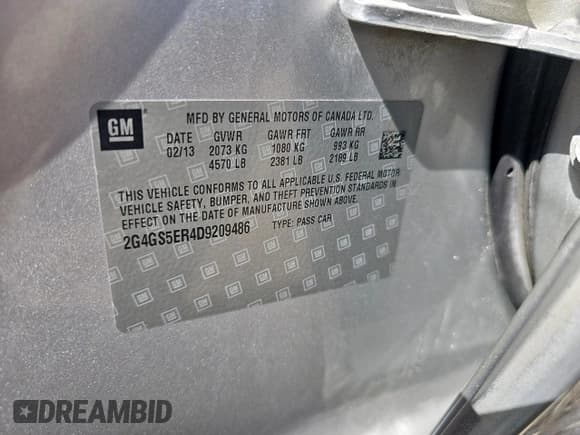 GM
MFD BY GENERAL MOTORS OF CANADA LTD.
DATE GVWR GAWR FRT GAWR RR
02/13 2073 KG 1080 KG 993 KG
4570 LB 2381 LB 2189 LB
THIS VEHICLE CONFORMS TO ALL APPLICABLE U.S. FEDERAL MOTOR
VEHICLE SAFETY, BUMPER, AND THEFT PREVENTION STANDARDS IN
EFFECT ON THE DATE OF MANUFACTURE SHOWN ABOVE.
2G4GS5ER4D9209486 TYPE: PASS CAR
DREAMBID